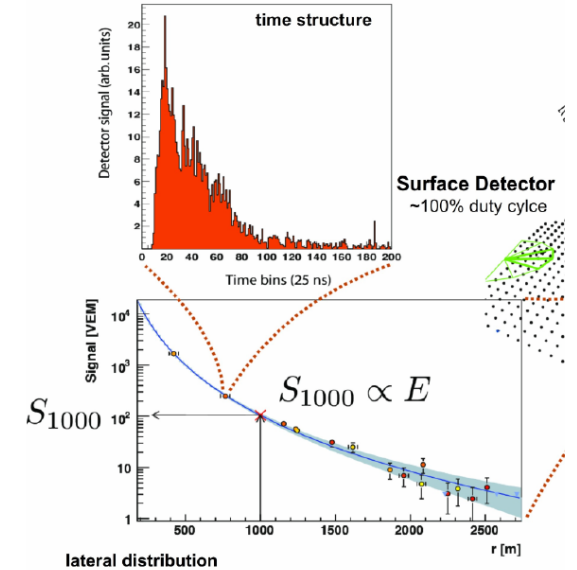 time structure
Detector signal (arb.units)
20
18
16
14
12
10
8
6
4
2
0 20 40 60 80 100 120 140 160 180 200
Time bins (25 ns)
Surface Detector
~100% duty cylce
Signal [VEM]
10⁴
10³
10²
10
1
S₁₀₀₀
S₁₀₀₀ ∝ E
500 1000 1500 2000 2500
r [m]
lateral distribution